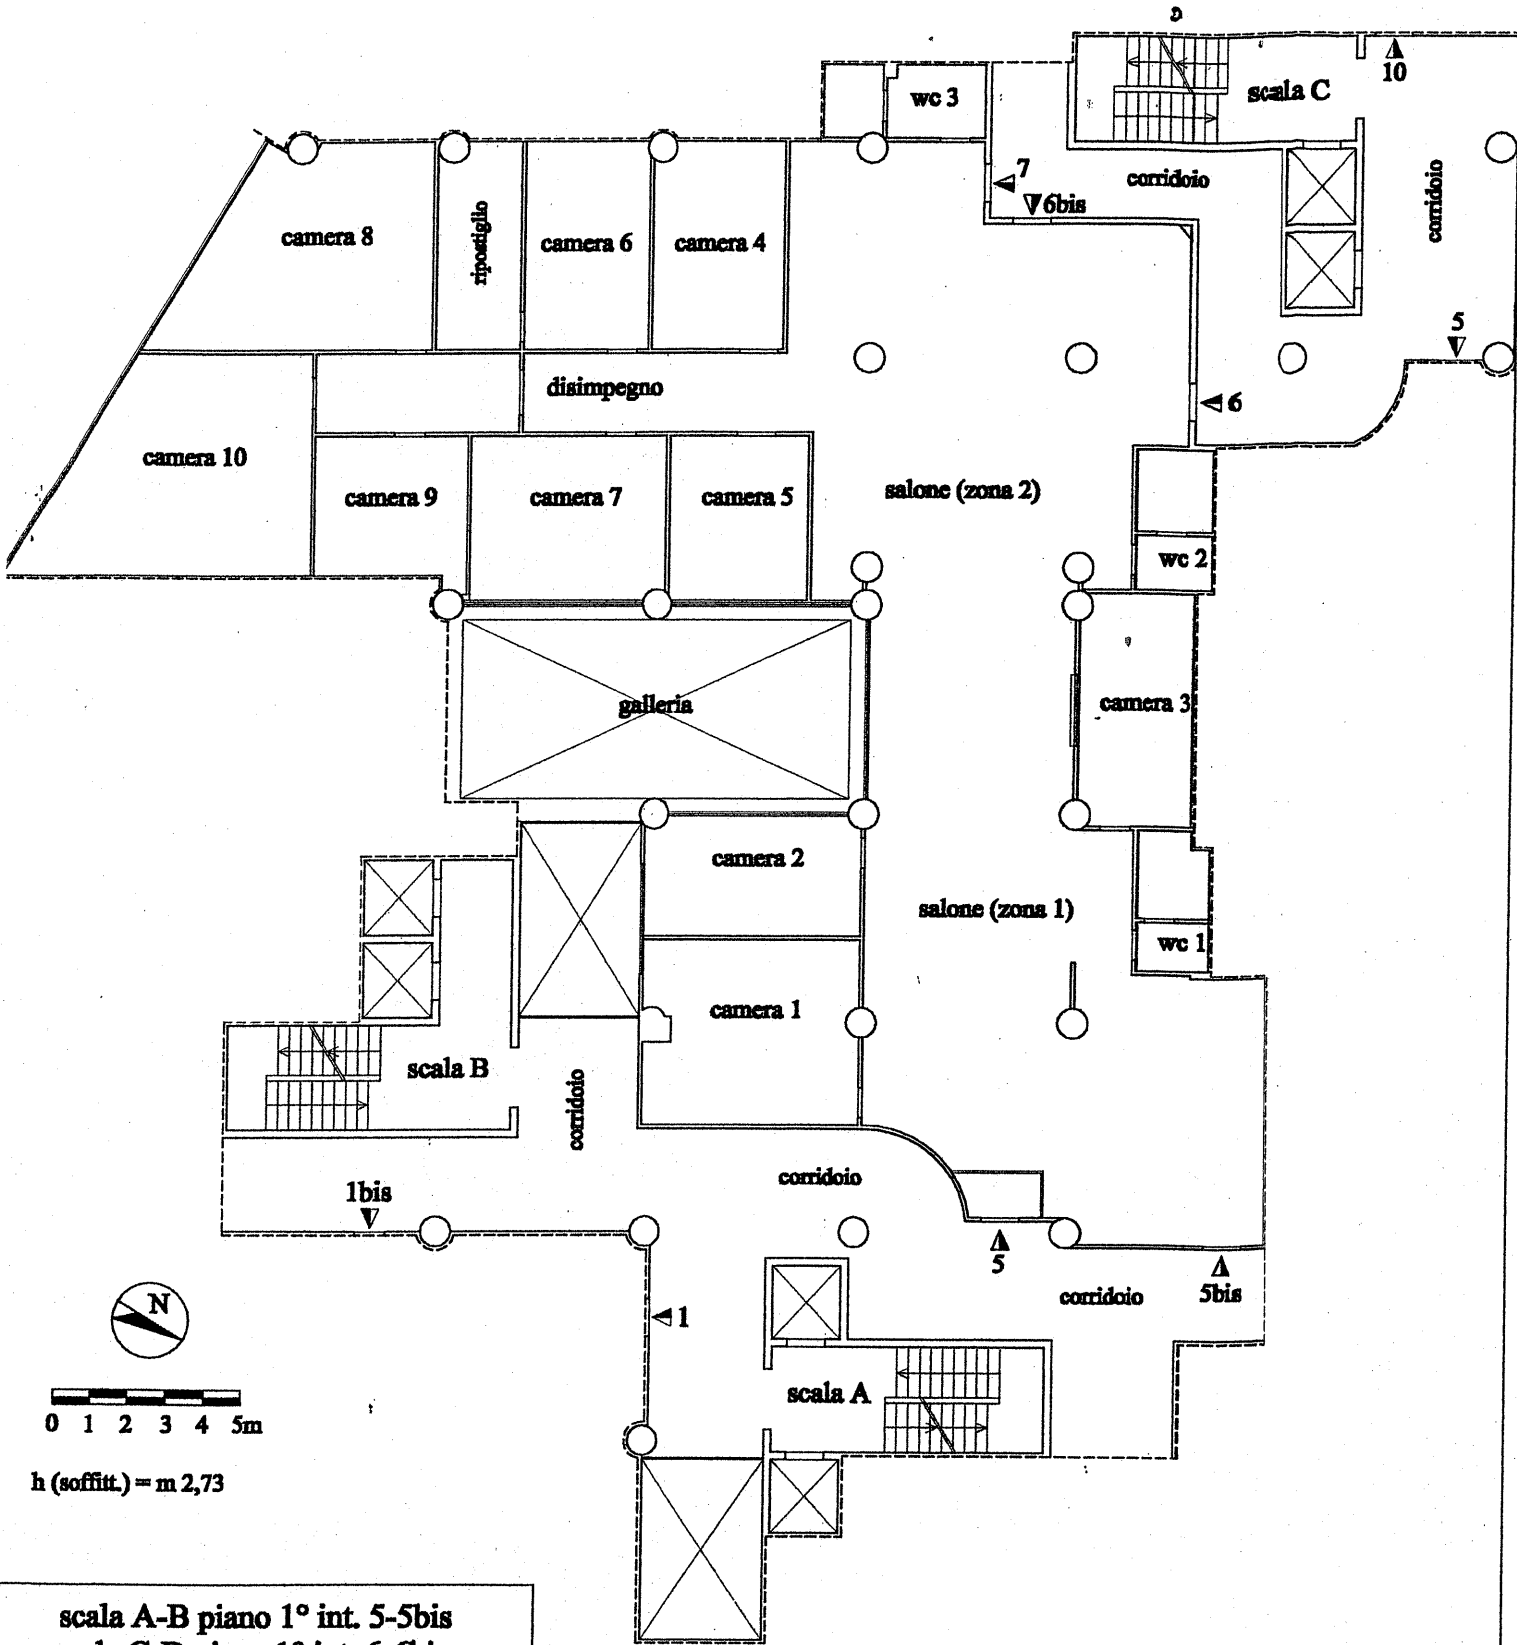 wc 3
scala C
10
7
6bis
corridoio
corridoio
camera 8
ripostiglio
camera 6
camera 4
5
disimpegno
6
camera 10
camera 9
camera 7
camera 5
salone (zona 2)
wc 2
galleria
camera 3
camera 2
salone (zona 1)
wc 1
camera 1
scala B
corridoio
corridoio
1bis
5
5bis
corridoio
N
1
scala A
0 1 2 3 4 5m
h (soffitt.) = m 2,73
scala A-B piano 1° int. 5-5bis